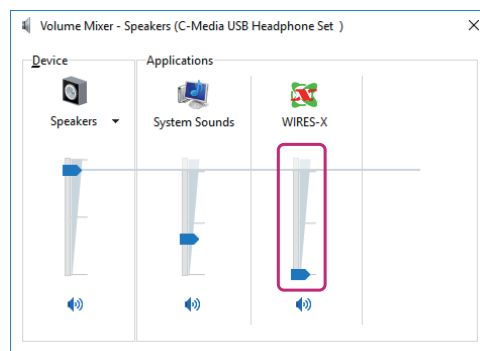 Volume Mixer - Speakers (C-Media USB Headphone Set )
Device
Applications
Speakers
System Sounds
WIRES-X